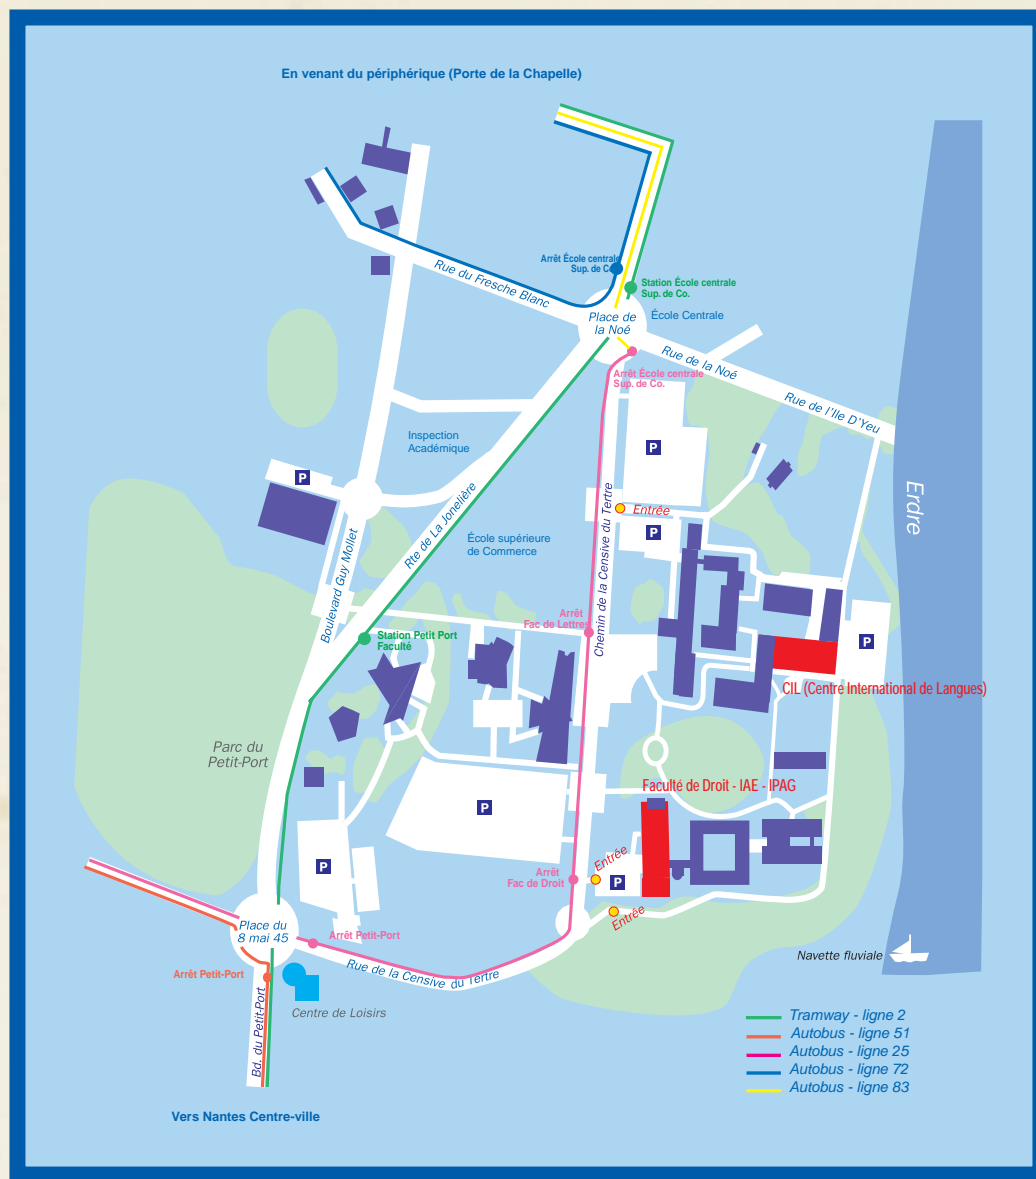 En venant du périphérique (Porte de la Chapelle)
Arrêt École centrale
Sup. de Co.
Station École centrale
Sup. de Co.
Rue du Fresche Blanc
Place de
la Noé
École Centrale
Rue de la Noé
Arrêt École centrale
Sup. de Co.
Rue de l'Ile D'Yeu
Inspection
Académique
P
P
Erdre
Entrée
P
Rte de La Jonelière
École supérieure
de Commerce
Chemin de la Censive du Tertre
Boulevard Guy Mollet
Arrêt
Fac de Lettres
Station Petit Port
Faculté
P
CIL (Centre International de Langues)
Parc du
Petit-Port
Faculté de Droit - IAE - IPAG
P
P
Entrée
Arrêt
Fac de Droit
P
Entrée
Place du
8 mai 45
Arrêt Petit-Port
Navette fluviale
Arrêt Petit-Port
Rue de la Censive du Tertre
Centre de Loisirs
Bd. du Petit-Port
Tramway - ligne 2
Autobus - ligne 51
Autobus - ligne 25
Autobus - ligne 72
Autobus - ligne 83
Vers Nantes Centre-ville